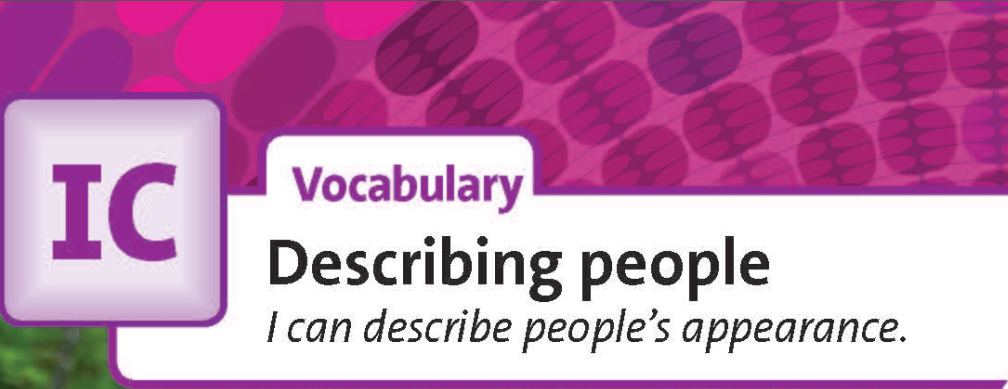 IC
Vocabulary
Describing people
I can describe people's appearance.